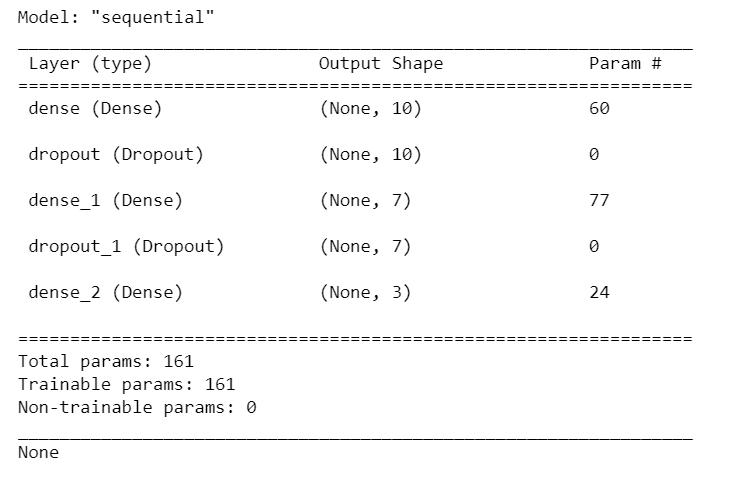 Model: "sequential"
_________________________________________________________________
Layer (type) Output Shape Param #
=================================================================
dense (Dense) (None, 10) 60
dropout (Dropout) (None, 10) 0
dense_1 (Dense) (None, 7) 77
dropout_1 (Dropout) (None, 7) 0
dense_2 (Dense) (None, 3) 24
=================================================================
Total params: 161
Trainable params: 161
Non-trainable params: 0
_________________________________________________________________
None